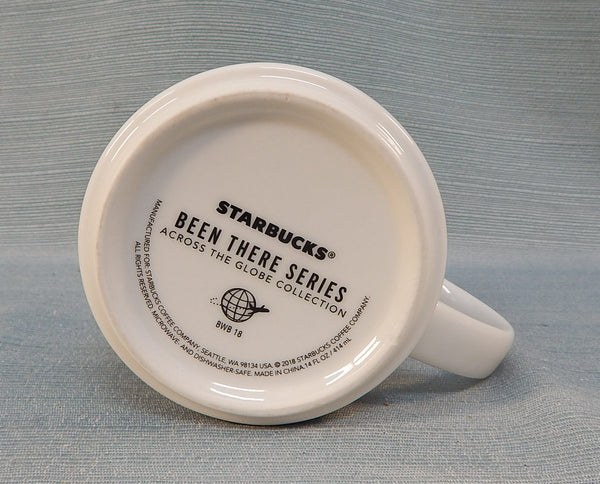 STARBUCKS®
BEEN THERE SERIES
ACROSS THE GLOBE COLLECTION
BWB 18
MANUFACTURED FOR: STARBUCKS COFFEE COMPANY, SEATTLE, WA 98134 USA. © 2018 STARBUCKS COFFEE COMPANY.
ALL RIGHTS RESERVED. MICROWAVE- AND DISHWASHER-SAFE. MADE IN CHINA.14 FL OZ / 414 mL